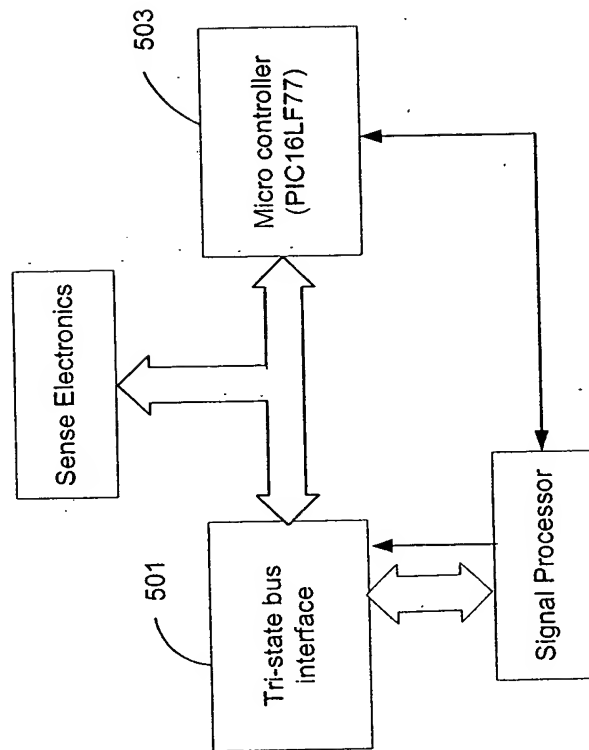 Sense Electronics
501
Tri-state bus
interface
503
Micro controller
(PIC16LF77)
Signal Processor